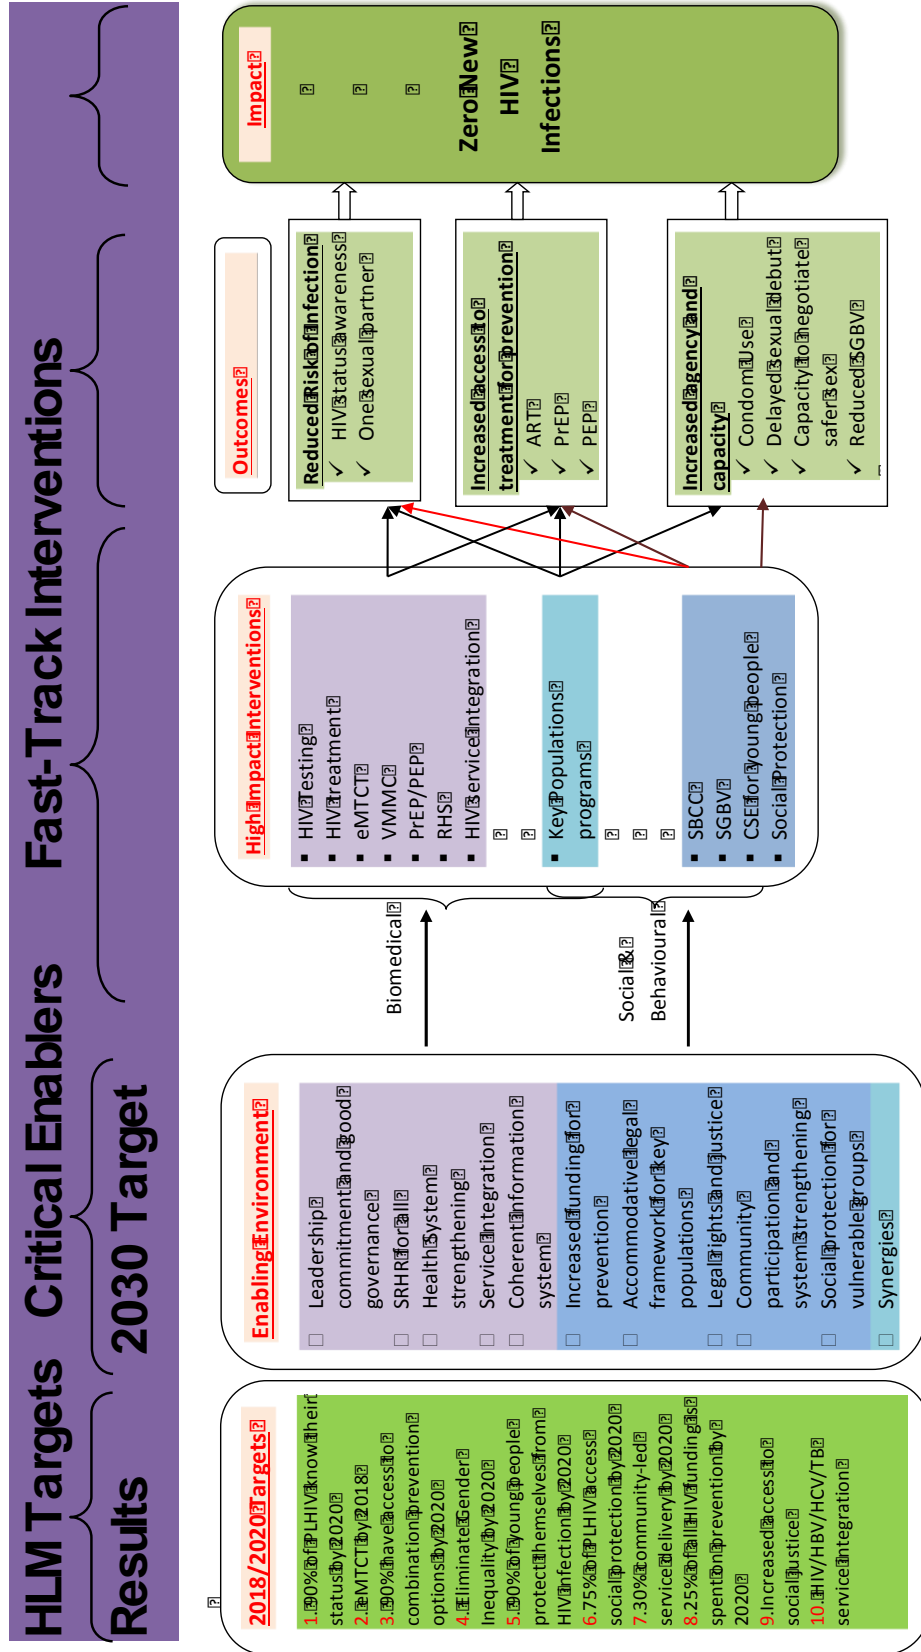 HLM Targets
Critical Enablers
Fast-Track Interventions
Results
2030 Target
2018/2020 Targets
1. 90% of PLHIV know their
status by 2020
2. eMTCT by 2018
3. 90% have access to
combination prevention
options by 2020
4. Eliminate Gender
Inequality by 2020
5. 90% of young people
protect themselves from
HIV Infection by 2020
6. 75% of PLHIV access
social protection by 2020
7. 30% community-led
service delivery by 2020
8. 25% of all HIV funding is
spent on prevention by
2020
9. Increased access to
social justice
10. HIV/HBV/HCV/TB
service integration
Enabling Environment
Leadership
commitment and good
governance
SRHR for all
Health System
strengthening
Service Integration
Coherent information
system
Increased funding for
prevention
Accommodative legal
framework for key
populations
Legal rights and justice
Community
participation and
system strengthening
Social protection for
vulnerable groups
Synergies
Biomedical
Social &
Behavioural
High Impact Interventions
▪ HIV Testing
▪ HIV treatment
▪ eMTCT
▪ VMMC
▪ PrEP/PEP
▪ RHS
▪ HIV service integration
▪ Key Populations
programs
▪ SBCC
▪ SGBV
▪ CSE for young people
▪ Social Protection
Outcomes
Reduced Risk of Infection
✓ HIV status awareness
✓ One sexual partner
Increased access to
treatment for prevention
✓ ART
✓ PrEP
✓ PEP
Increased agency and
capacity
✓ Condom Use
✓ Delayed sexual debut
✓ Capacity to negotiate
safer sex
✓ Reduced SGBV
Impact
Zero New
HIV
Infections